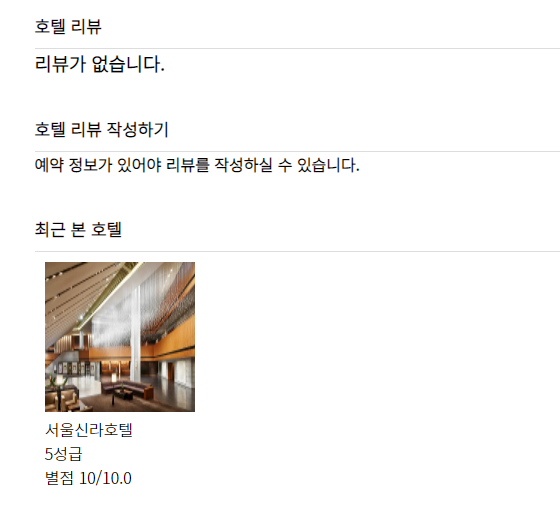 호텔 리뷰
리뷰가 없습니다.
호텔 리뷰 작성하기
예약 정보가 있어야 리뷰를 작성하실 수 있습니다.
최근 본 호텔
서울신라호텔
5성급
별점 10/10.0